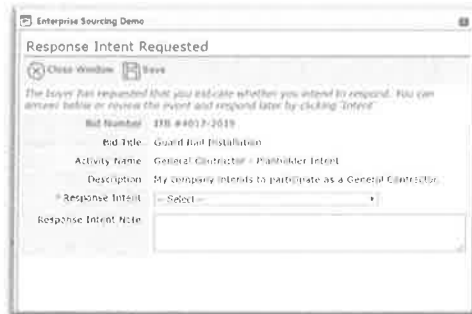 Enterprise Sourcing Demo
Response Intent Requested
Close Window Save
The buyer has requested that you indicate whether you intend to respond. You can
answer below or review the event and respond later by clicking 'Intent'
Bid Number ITB #4017-2019
Bid Title Guard Rail Installation
Activity Name General Contractor - Planholder Intent
Description My company intends to participate as a General Contractor
* Response Intent -- Select --
Response Intent Note